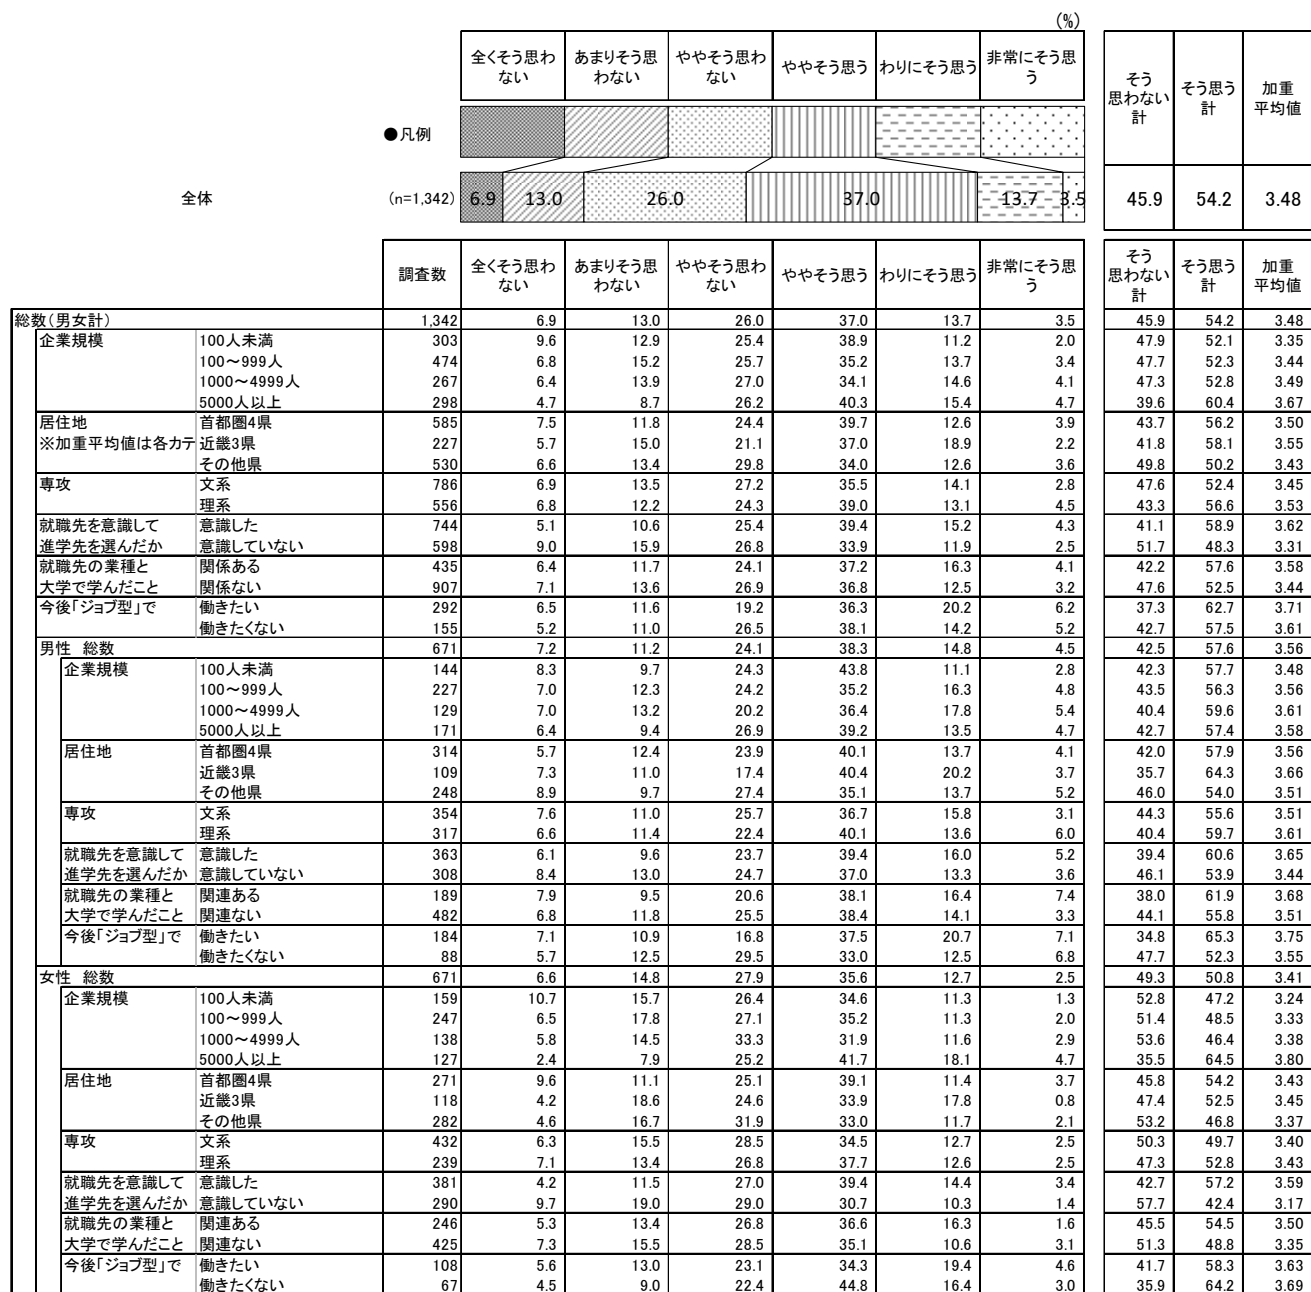 (%)
全くそう思わない あまりそう思わない ややそう思わない ややそう思う わりにそう思う 非常にそう思う そう思わない計 そう思う計 加重平均値
●凡例
全体 (n=1,342) 6.9 13.0 26.0 37.0 13.7 3.5 45.9 54.2 3.48
調査数 全くそう思わない あまりそう思わない ややそう思わない ややそう思う わりにそう思う 非常にそう思う そう思わない計 そう思う計 加重平均値
総数(男女計) 1,342 6.9 13.0 26.0 37.0 13.7 3.5 45.9 54.2 3.48
企業規模 100人未満 303 9.6 12.9 25.4 38.9 11.2 2.0 47.9 52.1 3.35
100～999人 474 6.8 15.2 25.7 35.2 13.7 3.4 47.7 52.3 3.44
1000～4999人 267 6.4 13.9 27.0 34.1 14.6 4.1 47.3 52.8 3.49
5000人以上 298 4.7 8.7 26.2 40.3 15.4 4.7 39.6 60.4 3.67
居住地 首都圏4県 585 7.5 11.8 24.4 39.7 12.6 3.9 43.7 56.2 3.50
※加重平均値は各カテ 近畿3県 227 5.7 15.0 21.1 37.0 18.9 2.2 41.8 58.1 3.55
その他県 530 6.6 13.4 29.8 34.0 12.6 3.6 49.8 50.2 3.43
専攻 文系 786 6.9 13.5 27.2 35.5 14.1 2.8 47.6 52.4 3.45
理系 556 6.8 12.2 24.3 39.0 13.1 4.5 43.3 56.6 3.53
就職先を意識して 意識した 744 5.1 10.6 25.4 39.4 15.2 4.3 41.1 58.9 3.62
進学先を選んだか 意識していない 598 9.0 15.9 26.8 33.9 11.9 2.5 51.7 48.3 3.31
就職先の業種と 関係ある 435 6.4 11.7 24.1 37.2 16.3 4.1 42.2 57.6 3.58
大学で学んだこと 関係ない 907 7.1 13.6 26.9 36.8 12.5 3.2 47.6 52.5 3.44
今後「ジョブ型」で 働きたい 292 6.5 11.6 19.2 36.3 20.2 6.2 37.3 62.7 3.71
働きたくない 155 5.2 11.0 26.5 38.1 14.2 5.2 42.7 57.5 3.61
男性 総数 671 7.2 11.2 24.1 38.3 14.8 4.5 42.5 57.6 3.56
企業規模 100人未満 144 8.3 9.7 24.3 43.8 11.1 2.8 42.3 57.7 3.48
100～999人 227 7.0 12.3 24.2 35.2 16.3 4.8 43.5 56.3 3.56
1000～4999人 129 7.0 13.2 20.2 36.4 17.8 5.4 40.4 59.6 3.61
5000人以上 171 6.4 9.4 26.9 39.2 13.5 4.7 42.7 57.4 3.58
居住地 首都圏4県 314 5.7 12.4 23.9 40.1 13.7 4.1 42.0 57.9 3.56
近畿3県 109 7.3 11.0 17.4 40.4 20.2 3.7 35.7 64.3 3.66
その他県 248 8.9 9.7 27.4 35.1 13.7 5.2 46.0 54.0 3.51
専攻 文系 354 7.6 11.0 25.7 36.7 15.8 3.1 44.3 55.6 3.51
理系 317 6.6 11.4 22.4 40.1 13.6 6.0 40.4 59.7 3.61
就職先を意識して 意識した 363 6.1 9.6 23.7 39.4 16.0 5.2 39.4 60.6 3.65
進学先を選んだか 意識していない 308 8.4 13.0 24.7 37.0 13.3 3.6 46.1 53.9 3.44
就職先の業種と 関連ある 189 7.9 9.5 20.6 38.1 16.4 7.4 38.0 61.9 3.68
大学で学んだこと 関連ない 482 6.8 11.8 25.5 38.4 14.1 3.3 44.1 55.8 3.51
今後「ジョブ型」で 働きたい 184 7.1 10.9 16.8 37.5 20.7 7.1 34.8 65.3 3.75
働きたくない 88 5.7 12.5 29.5 33.0 12.5 6.8 47.7 52.3 3.55
女性 総数 671 6.6 14.8 27.9 35.6 12.7 2.5 49.3 50.8 3.41
企業規模 100人未満 159 10.7 15.7 26.4 34.6 11.3 1.3 52.8 47.2 3.24
100～999人 247 6.5 17.8 27.1 35.2 11.3 2.0 51.4 48.5 3.33
1000～4999人 138 5.8 14.5 33.3 31.9 11.6 2.9 53.6 46.4 3.38
5000人以上 127 2.4 7.9 25.2 41.7 18.1 4.7 35.5 64.5 3.80
居住地 首都圏4県 271 9.6 11.1 25.1 39.1 11.4 3.7 45.8 54.2 3.43
近畿3県 118 4.2 18.6 24.6 33.9 17.8 0.8 47.4 52.5 3.45
その他県 282 4.6 16.7 31.9 33.0 11.7 2.1 53.2 46.8 3.37
専攻 文系 432 6.3 15.5 28.5 34.5 12.7 2.5 50.3 49.7 3.40
理系 239 7.1 13.4 26.8 37.7 12.6 2.5 47.3 52.8 3.43
就職先を意識して 意識した 381 4.2 11.5 27.0 39.4 14.4 3.4 42.7 57.2 3.59
進学先を選んだか 意識していない 290 9.7 19.0 29.0 30.7 10.3 1.4 57.7 42.4 3.17
就職先の業種と 関連ある 246 5.3 13.4 26.8 36.6 16.3 1.6 45.5 54.5 3.50
大学で学んだこと 関連ない 425 7.3 15.5 28.5 35.1 10.6 3.1 51.3 48.8 3.35
今後「ジョブ型」で 働きたい 108 5.6 13.0 23.1 34.3 19.4 4.6 41.7 58.3 3.63
働きたくない 67 4.5 9.0 22.4 44.8 16.4 3.0 35.9 64.2 3.69